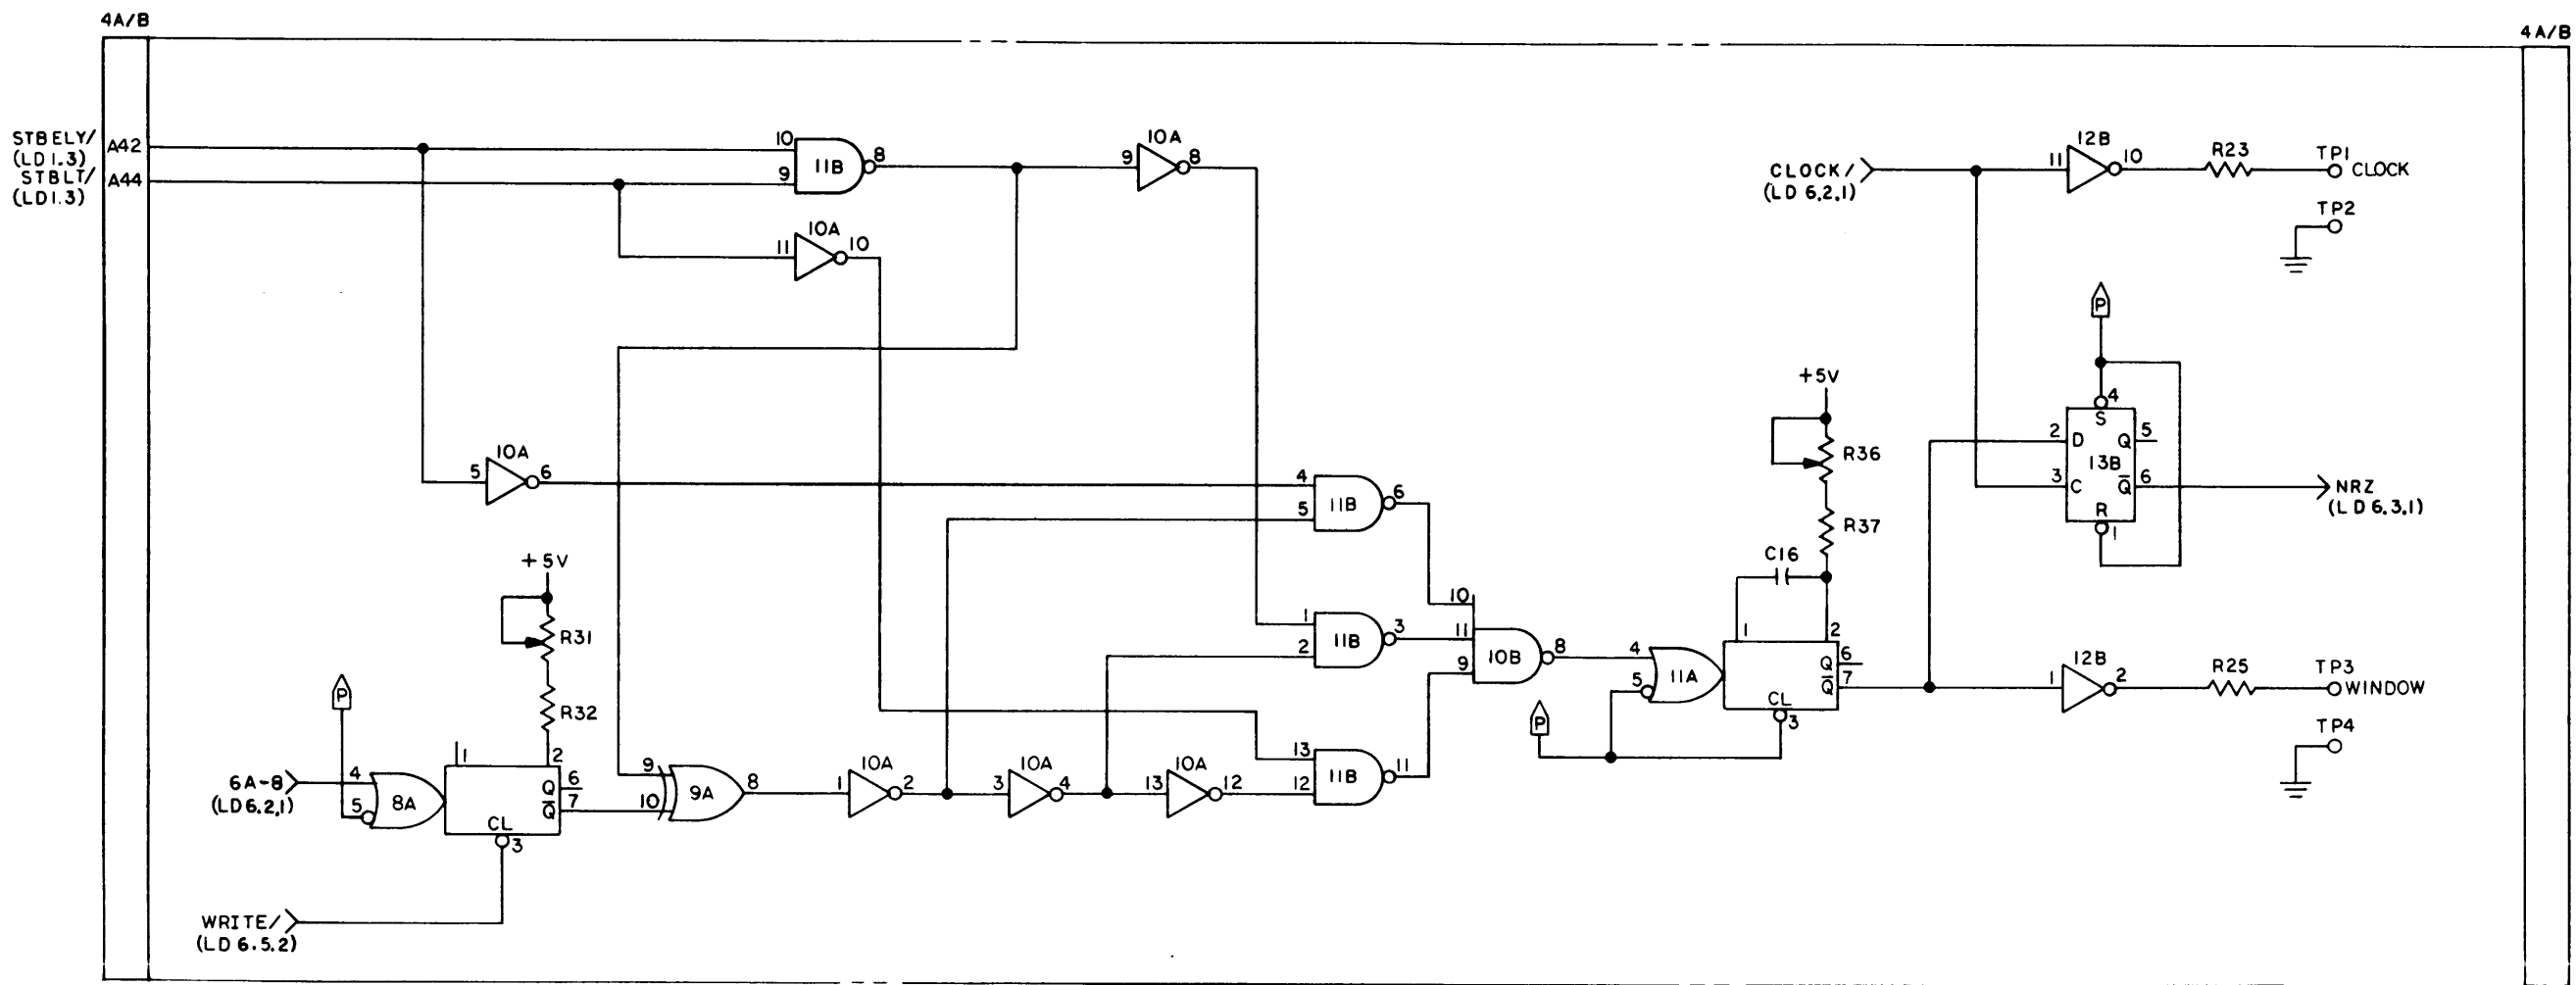 4A/B
4A/B
STBELY/
(LD1.3)
A42
STBLT/
(LD1.3)
A44
10
9
11B
8
9
10A
8
11
10A
10
CLOCK/
(LD 6.2.1)
11
12B
10
R23
TP1
CLOCK
TP2
P
+5V
R36
R37
C16
4
S
2
D
Q
5
13B
3
C
Q
6
R
1
NRZ
(LD 6.3.1)
5
10A
6
4
5
11B
6
+5V
R31
R32
P
1
2
11B
3
10
11
9
10B
8
4
5
11A
P
1
2
Q
6
Q
7
CL
3
1
12B
2
R25
TP3
WINDOW
TP4
6A-8
(LD6.2.1)
4
5
8A
1
2
Q
6
Q
7
CL
3
9
10
9A
8
1
10A
2
3
10A
4
13
10A
12
13
12
11B
11
WRITE/
(LD 6.5.2)